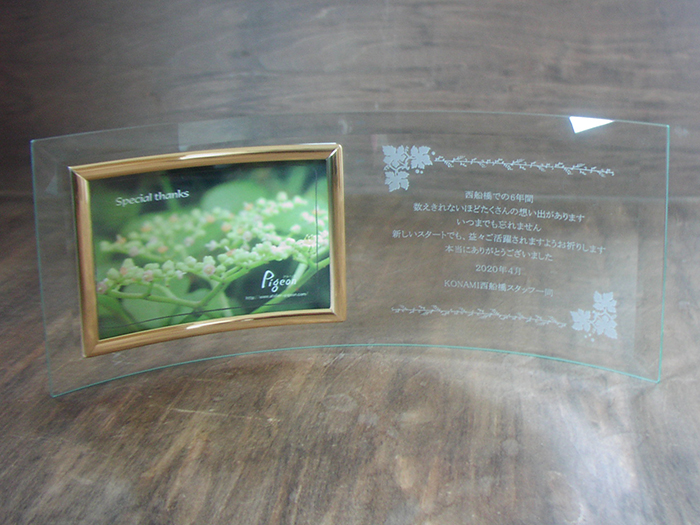 Special thanks
Pigeon
西船橋での6年間
数えきれないほどたくさんの想い出があります
いつまでも忘れません
新しいスタートでも、益々ご活躍されますようお祈りします
本当にありがとうございました
2020年4月
KONAMI西船橋スタッフ一同